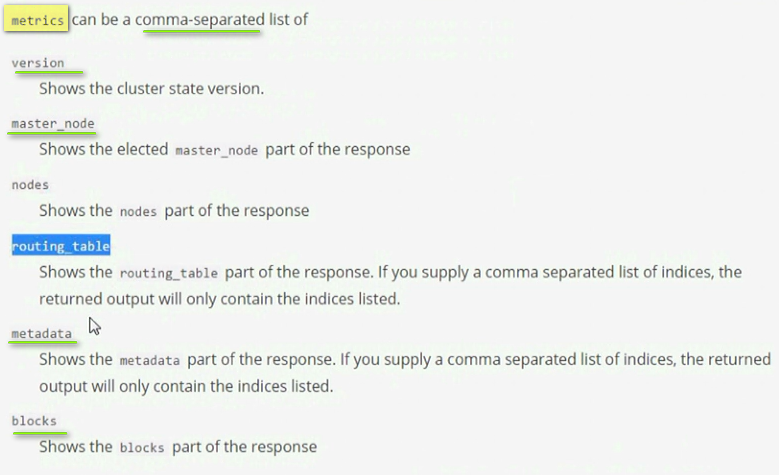 metrics can be a comma-separated list of
version
Shows the cluster state version.
master_node
Shows the elected master_node part of the response
nodes
Shows the nodes part of the response
routing_table
Shows the routing_table part of the response. If you supply a comma separated list of indices, the
returned output will only contain the indices listed.
metadata
Shows the metadata part of the response. If you supply a comma separated list of indices, the returned
output will only contain the indices listed.
blocks
Shows the blocks part of the response